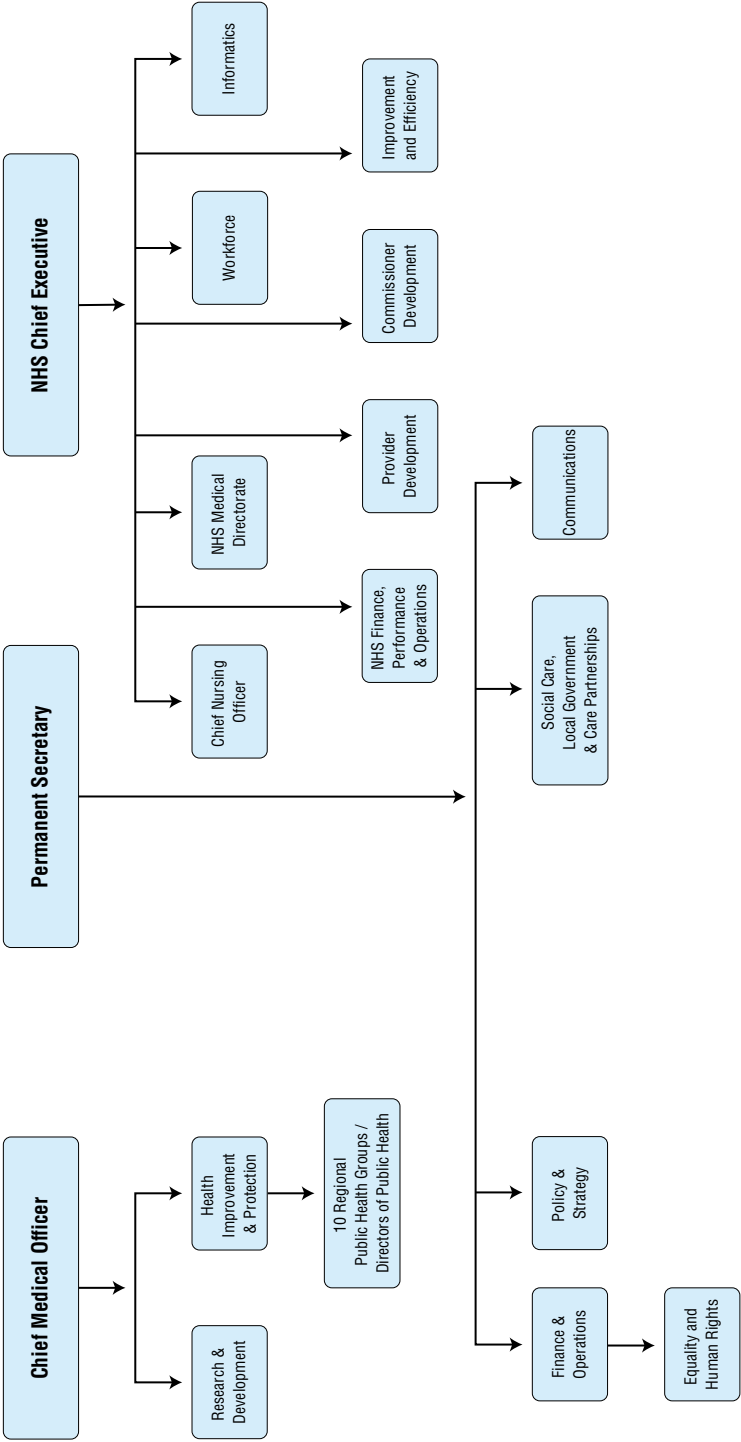 Chief Medical Officer
Permanent Secretary
NHS Chief Executive
Research &
Development
Health
Improvement
& Protection
Chief Nursing
Officer
NHS Medical
Directorate
Workforce
Informatics
10 Regional
Public Health Groups /
Directors of Public Health
NHS Finance,
Performance
& Operations
Provider
Development
Commissioner
Development
Improvement
and Efficiency
Finance &
Operations
Policy &
Strategy
Social Care,
Local Government
& Care Partnerships
Communications
Equality and
Human Rights